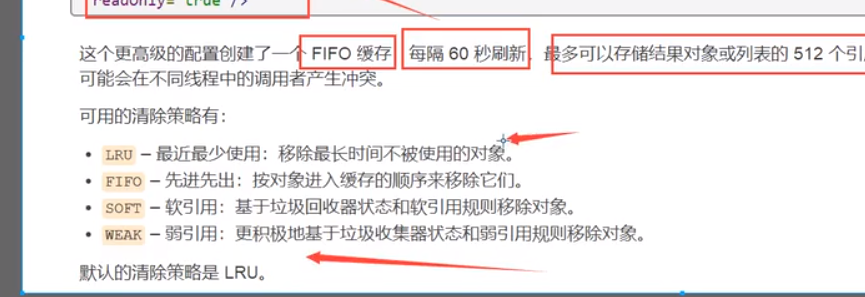 readonly="true"/>
这个更高级的配置创建了一个 FIFO 缓存，每隔 60 秒刷新，最多可以存储结果对象或列表的 512 个引
可能会在不同线程中的调用者产生冲突。
可用的清除策略有：
• LRU – 最近最少使用：移除最长时间不被使用的对象。
• FIFO – 先进先出：按对象进入缓存的顺序来移除它们。
• SOFT – 软引用：基于垃圾回收器状态和软引用规则移除对象。
• WEAK – 弱引用：更积极地基于垃圾收集器状态和弱引用规则移除对象。
默认的清除策略是 LRU。